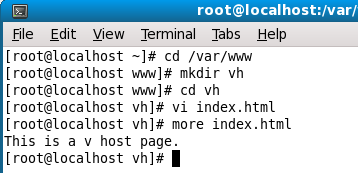 root@localhost:/var/
File Edit View Terminal Tabs Help
[root@localhost ~]# cd /var/www
[root@localhost www]# mkdir vh
[root@localhost www]# cd vh
[root@localhost vh]# vi index.html
[root@localhost vh]# more index.html
This is a v host page.
[root@localhost vh]#